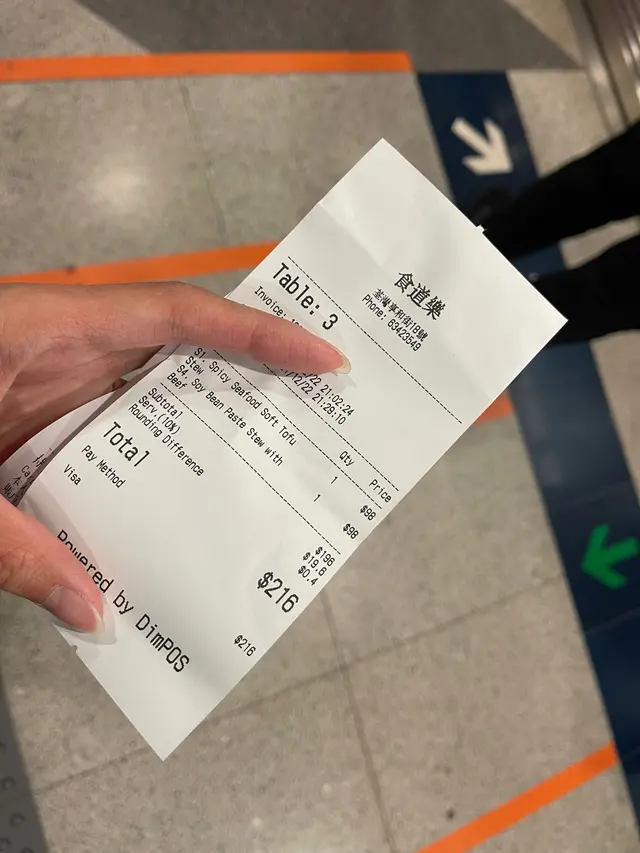 食道樂
荃灣享和街18號
Phone: 63423549
Table: 3
Invoice:
/22 21:02:24
/12/22 21:29:10
Qty Price
S1. Spicy Seafood Soft Tofu 1 $98
Stew
S4. Soy Bean Paste Stew with 1 $98
Beef
Subtotal $196
Serv.(10%) $19.6
Rounding Difference $0.4
Total $216
Pay Method
Visa $216
Powered by DimPOS